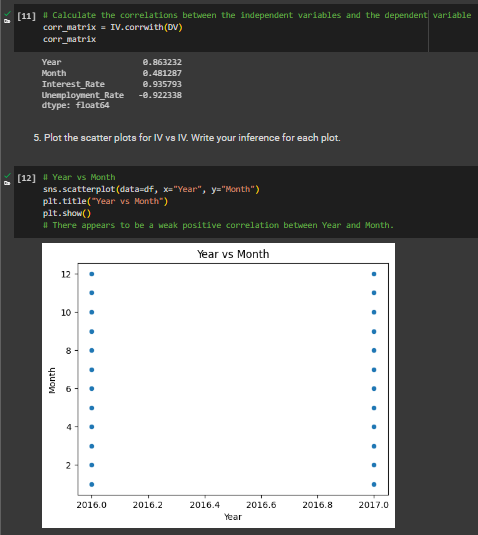 [11] # Calculate the correlations between the independent variables and the dependent variable
corr_matrix = IV.corrwith(DV)
corr_matrix
Year 0.863232
Month 0.481287
Interest_Rate 0.935793
Unemployment_Rate -0.922338
dtype: float64
5. Plot the scatter plots for IV vs IV. Write your inference for each plot.
[12] # Year vs Month
sns.scatterplot(data=df, x="Year", y="Month")
plt.title("Year vs Month")
plt.show()
# There appears to be a weak positive correlation between Year and Month.
Year vs Month
12
10
8
Month
6
4
2
2016.0 2016.2 2016.4 2016.6 2016.8 2017.0
Year